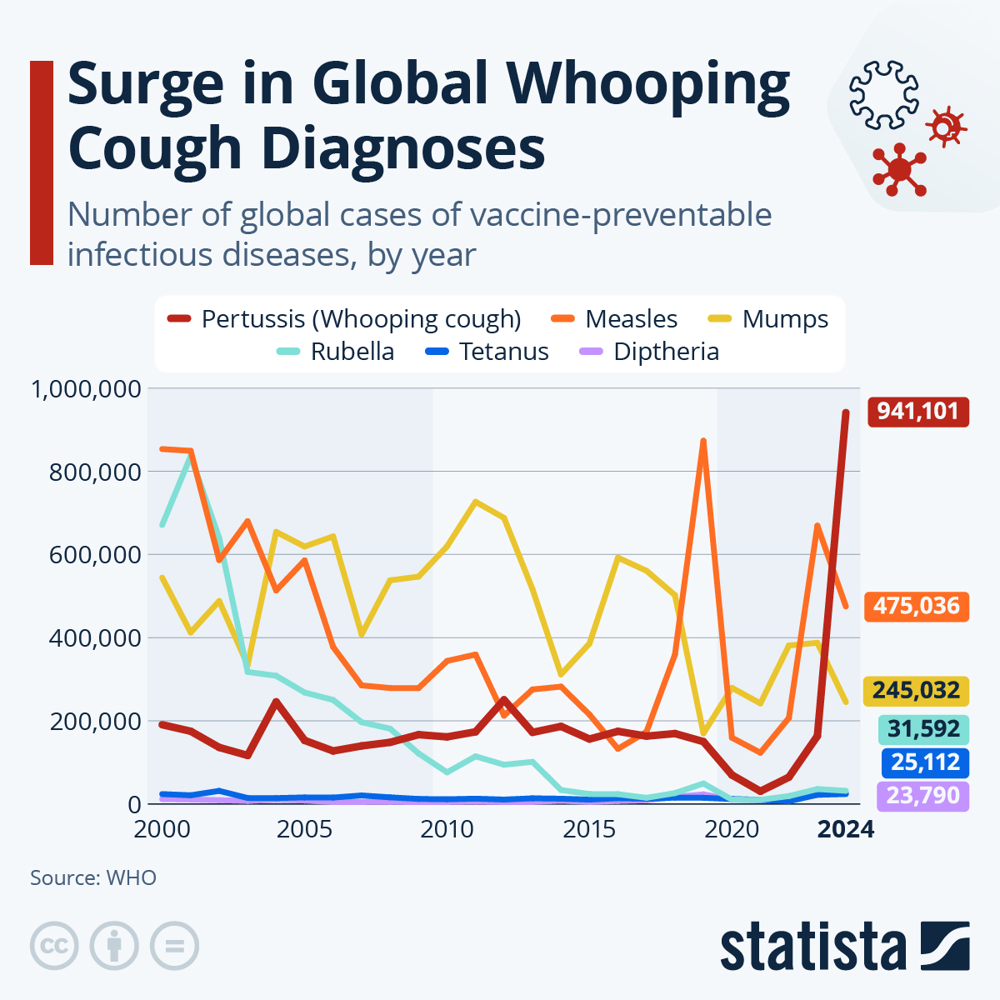 Surge in Global Whooping
Cough Diagnoses
Number of global cases of vaccine-preventable
infectious diseases, by year
Pertussis (Whooping cough) Measles Mumps
Rubella Tetanus Diptheria
1,000,000
800,000
600,000
400,000
200,000
0
941,101
475,036
245,032
31,592
25,112
23,790
2000 2005 2010 2015 2020 2024
Source: WHO
cc
statista